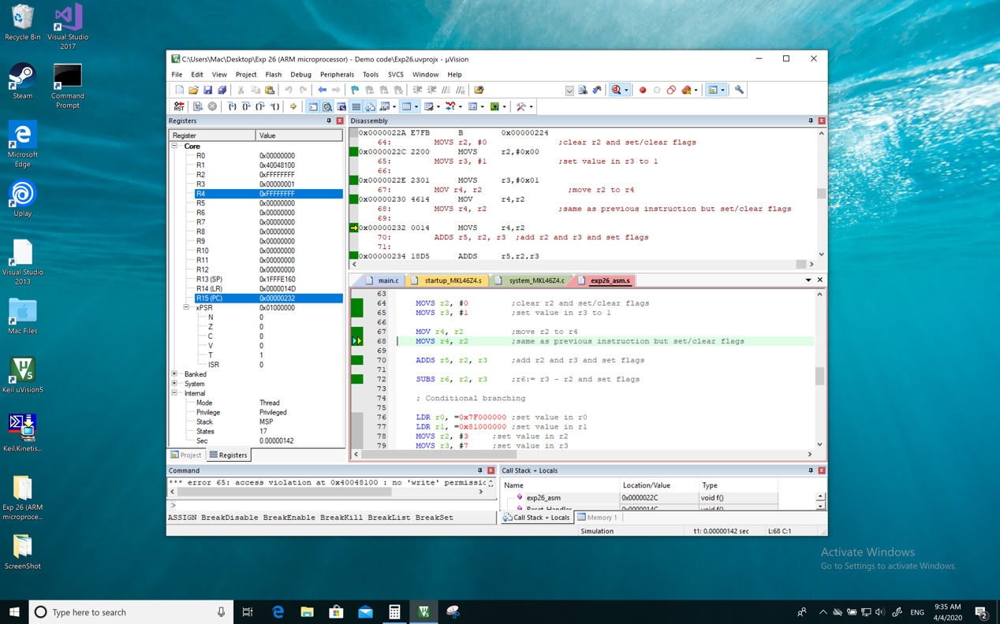 Recycle Bin
Visual Studio
2017
Steam
Command
Prompt
Microsoft
Edge
Uplay
Visual Studio
2013
Mac Files
Keil uVision5
Keil.Kinetis...
Exp 26 (ARM
microproce...
ScreenShot
C:\Users\Mac\Desktop\Exp 26 (ARM microprocessor) - Demo code\Exp26.uvprojx - µVision
File Edit View Project Flash Debug Peripherals Tools SVCS Window Help
Registers
Register Value
Core
R0 0x00000000
R1 0x40048100
R2 0xFFFFFFFF
R3 0x00000001
R4 0xFFFFFFFF
R5 0x00000000
R6 0x00000000
R7 0x00000000
R8 0x00000000
R9 0x00000000
R10 0x00000000
R11 0x00000000
R12 0x00000000
R13 (SP) 0x1FFFE160
R14 (LR) 0x0000014D
R15 (PC) 0x00000232
xPSR 0x01000000
N 0
Z 0
C 0
V 0
T 1
ISR 0
Banked
System
Internal
Mode Thread
Privilege Privileged
Stack MSP
States 17
Sec 0.00000142
Project Registers
Disassembly
0x0000022A E7FB B 0x00000224
64: MOVS r2, #0 ;clear r2 and set/clear flags
0x0000022C 2200 MOVS r2,#0x00
65: MOVS r3, #1 ;set value in r3 to 1
66:
0x0000022E 2301 MOVS r3,#0x01
67: MOV r4, r2 ;move r2 to r4
0x00000230 4614 MOV r4,r2
68: MOVS r4, r2 ;same as previous instruction but set/clear flags
69:
0x00000232 0014 MOVS r4,r2
70: ADDS r5, r2, r3 ;add r2 and r3 and set flags
71:
0x00000234 18D5 ADDS r5,r2,r3
main.c startup_MKL46Z4.s system_MKL46Z4.c exp26_asm.s
63
64 MOVS r2, #0 ;clear r2 and set/clear flags
65 MOVS r3, #1 ;set value in r3 to 1
66
67 MOV r4, r2 ;move r2 to r4
68 MOVS r4, r2 ;same as previous instruction but set/clear flags
69
70 ADDS r5, r2, r3 ;add r2 and r3 and set flags
71
72 SUBS r6, r2, r3 ;r6:= r3 - r2 and set flags
73
74 ; Conditional branching
75
76 LDR r0, =0x7F000000 ;set value in r0
77 LDR r1, =0x81000000 ;set value in r1
78 MOVS r2, #3 ;set value in r2
79 MOVS r3, #7 ;set value in r3
Command
*** error 65: access violation at 0x40048100 : no 'write' permissic
>
ASSIGN BreakDisable BreakEnable BreakKill BreakList BreakSet
Call Stack + Locals
Name Location/Value Type
exp26_asm 0x0000022C void f()
Reset_Handler 0x0000014C void f()
Call Stack + Locals Memory 1
Simulation t1: 0.00000142 sec L:68 C:1
Activate Windows
Go to Settings to activate Windows.
Type here to search
ENG
9:35 AM
4/4/2020
2